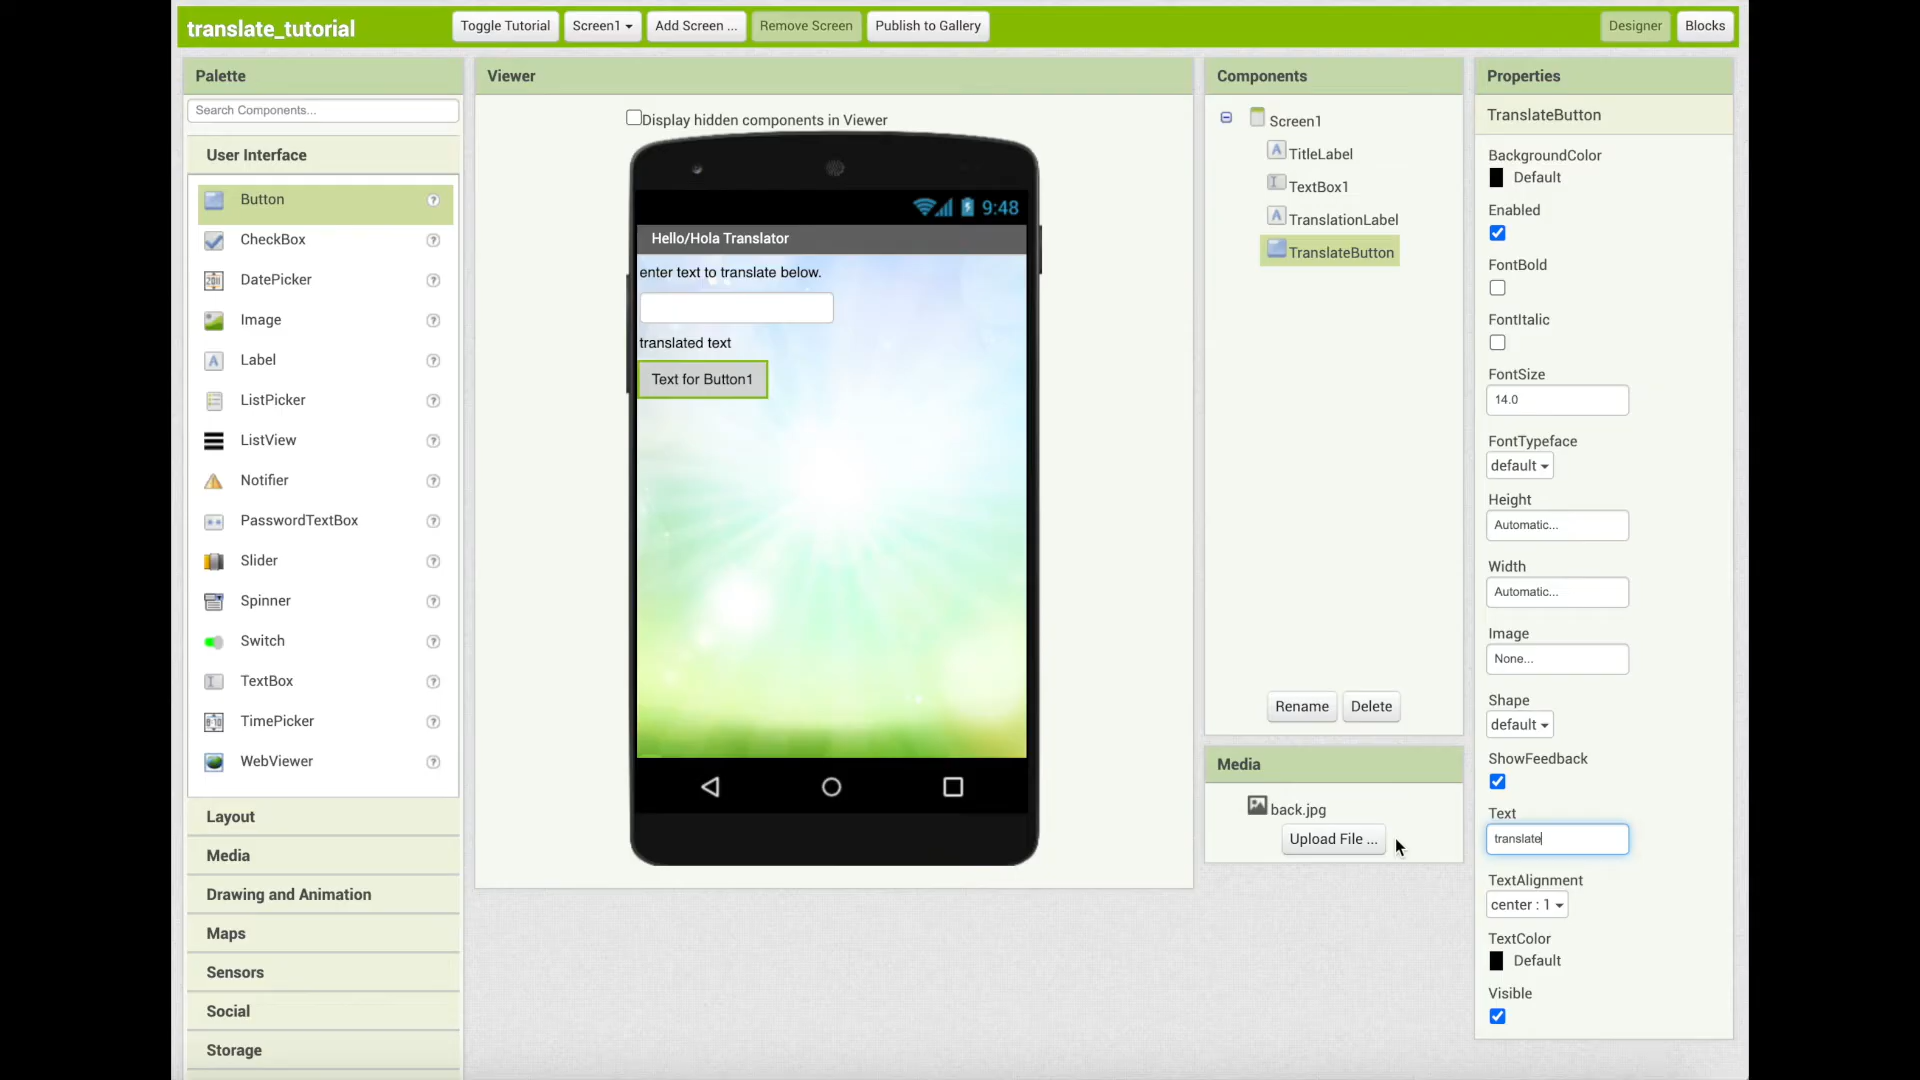 translate_tutorial
Toggle Tutorial
Screen1
Add Screen ...
Remove Screen
Publish to Gallery
Designer
Blocks
Palette
Search Components...
User Interface
Button
?
CheckBox
?
DatePicker
?
Image
?
Label
?
ListPicker
?
ListView
?
Notifier
?
PasswordTextBox
?
Slider
?
Spinner
?
Switch
?
TextBox
?
TimePicker
?
WebViewer
?
Layout
Media
Drawing and Animation
Maps
Sensors
Social
Storage
Viewer
Display hidden components in Viewer
9:48
Hello/Hola Translator
enter text to translate below.
translated text
Text for Button1
Components
Screen1
A TitleLabel
TextBox1
A TranslationLabel
TranslateButton
Rename
Delete
Media
back.jpg
Upload File ...
Properties
TranslateButton
BackgroundColor
Default
Enabled
FontBold
FontItalic
FontSize
14.0
FontTypeface
default
Height
Automatic...
Width
Automatic...
Image
None...
Shape
default
ShowFeedback
Text
translate
TextAlignment
center : 1
TextColor
Default
Visible